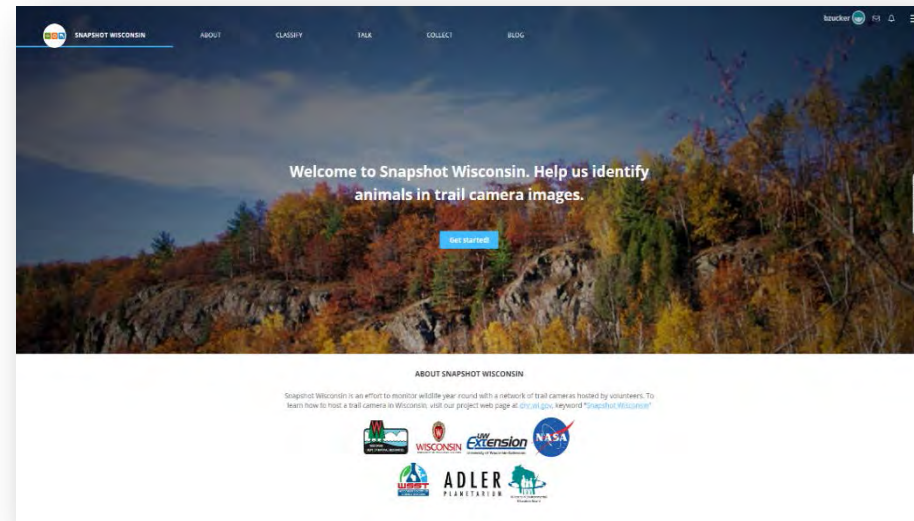 bzucker
SNAPSHOT WISCONSIN ABOUT CLASSIFY TALK COLLECT BLOG
Welcome to Snapshot Wisconsin. Help us identify
animals in trail camera images.
Get started!
ABOUT SNAPSHOT WISCONSIN
Snapshot Wisconsin is an effort to monitor wildlife year round with a network of trail cameras hosted by volunteers. To
learn how to host a trail camera in Wisconsin, visit our project web page at dnr.wi.gov, keyword "Snapshot Wisconsin"
WISCONSIN
UW Extension
NASA
WSST
ADLER
PLANETARIUM